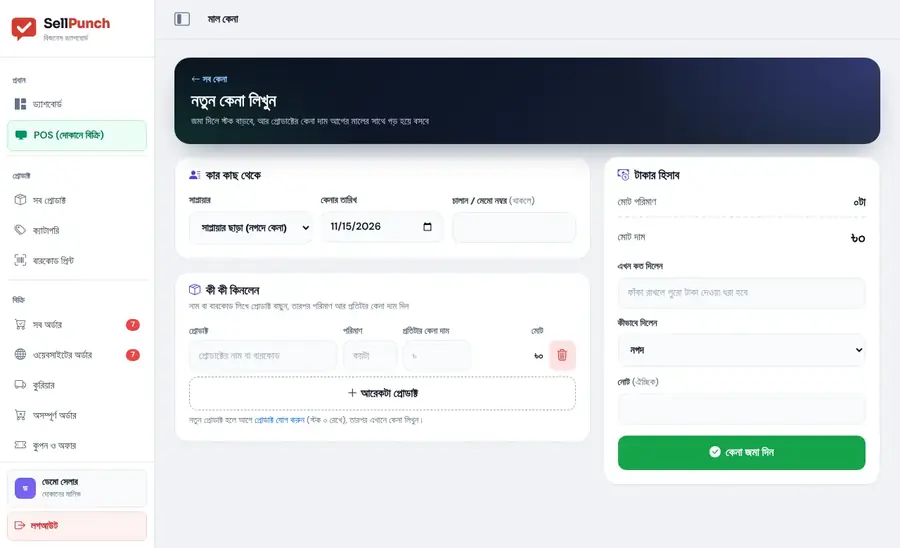 SellPunch
বিজনেস ড্যাশবোর্ড
প্রধান
ড্যাশবোর্ড
POS (দোকানে বিক্রি)
প্রোডাক্ট
সব প্রোডাক্ট
ক্যাটাগরি
বারকোড প্রিন্ট
বিক্রি
সব অর্ডার
7
ওয়েবসাইটের অর্ডার
7
কুরিয়ার
অসম্পূর্ণ অর্ডার
কুপন ও অফার
ড
ডেমো সেলার
দোকানের মালিক
লগআউট
মাল কেনা
← সব কেনা
নতুন কেনা লিখুন
জমা দিলে স্টক বাড়বে, আর প্রোডাক্টের কেনা দাম আগের মালের সাথে গড় হয়ে বসবে
কার কাছ থেকে
সাপ্লায়ার
কেনার তারিখ
চালান / মেমো নম্বর (থাকলে)
সাপ্লায়ার ছাড়া (নগদে কেনা)
11/15/2026
কী কী কিনলেন
নাম বা বারকোড লিখে প্রোডাক্ট বাছুন, তারপর পরিমাণ আর প্রতিটার কেনা দাম দিন
প্রোডাক্ট
পরিমাণ
প্রতিটার কেনা দাম
মোট
প্রোডাক্টের নাম বা বারকোড
কয়টা
৳
৳০
+ আরেকটা প্রোডাক্ট
নতুন প্রোডাক্ট হলে আগে প্রোডাক্ট যোগ করুন (স্টক ০ রেখে), তারপর এখানে কেনা লিখুন।
টাকার হিসাব
মোট পরিমাণ
০টা
মোট দাম
৳০
এখন কত দিলেন
ফাঁকা রাখলে পুরো টাকা দেওয়া ধরা হবে
কীভাবে দিলেন
নগদ
নোট (ঐচ্ছিক)
কেনা জমা দিন